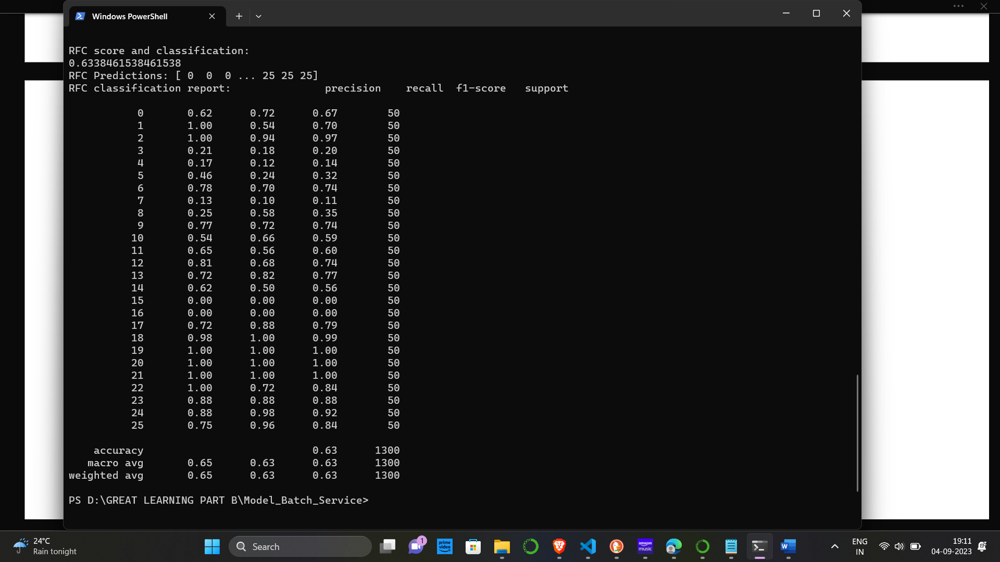 Windows PowerShell
RFC score and classification:
0.6338461538461538
RFC Predictions: [ 0  0  0 ... 25 25 25]
RFC classification report:               precision    recall  f1-score   support
0       0.62      0.72      0.67        50
1       1.00      0.54      0.70        50
2       1.00      0.94      0.97        50
3       0.21      0.18      0.20        50
4       0.17      0.12      0.14        50
5       0.46      0.24      0.32        50
6       0.78      0.70      0.74        50
7       0.13      0.10      0.11        50
8       0.25      0.58      0.35        50
9       0.77      0.72      0.74        50
10       0.54      0.66      0.59        50
11       0.65      0.56      0.60        50
12       0.81      0.68      0.74        50
13       0.72      0.82      0.77        50
14       0.62      0.50      0.56        50
15       0.00      0.00      0.00        50
16       0.00      0.00      0.00        50
17       0.72      0.88      0.79        50
18       0.98      1.00      0.99        50
19       1.00      1.00      1.00        50
20       1.00      1.00      1.00        50
21       1.00      1.00      1.00        50
22       1.00      0.72      0.84        50
23       0.88      0.88      0.88        50
24       0.88      0.98      0.92        50
25       0.75      0.96      0.84        50
accuracy                           0.63      1300
macro avg       0.65      0.63      0.63      1300
weighted avg       0.65      0.63      0.63      1300
PS D:\GREAT LEARNING PART B\Model_Batch_Service>
24°C
Rain tonight
Search
1
prime video
amazon music
W
ENG
IN
19:11
04-09-2023